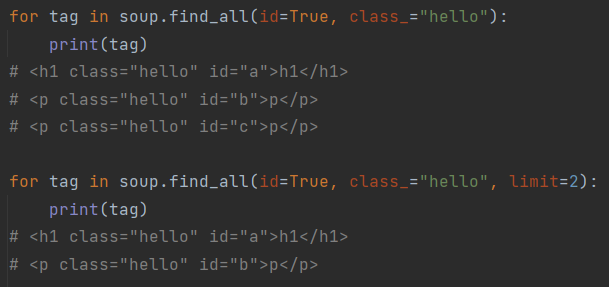 for tag in soup.find_all(id=True, class_="hello"):
    print(tag)
# <h1 class="hello" id="a">h1</h1>
# <p class="hello" id="b">p</p>
# <p class="hello" id="c">p</p>

for tag in soup.find_all(id=True, class_="hello", limit=2):
    print(tag)
# <h1 class="hello" id="a">h1</h1>
# <p class="hello" id="b">p</p>